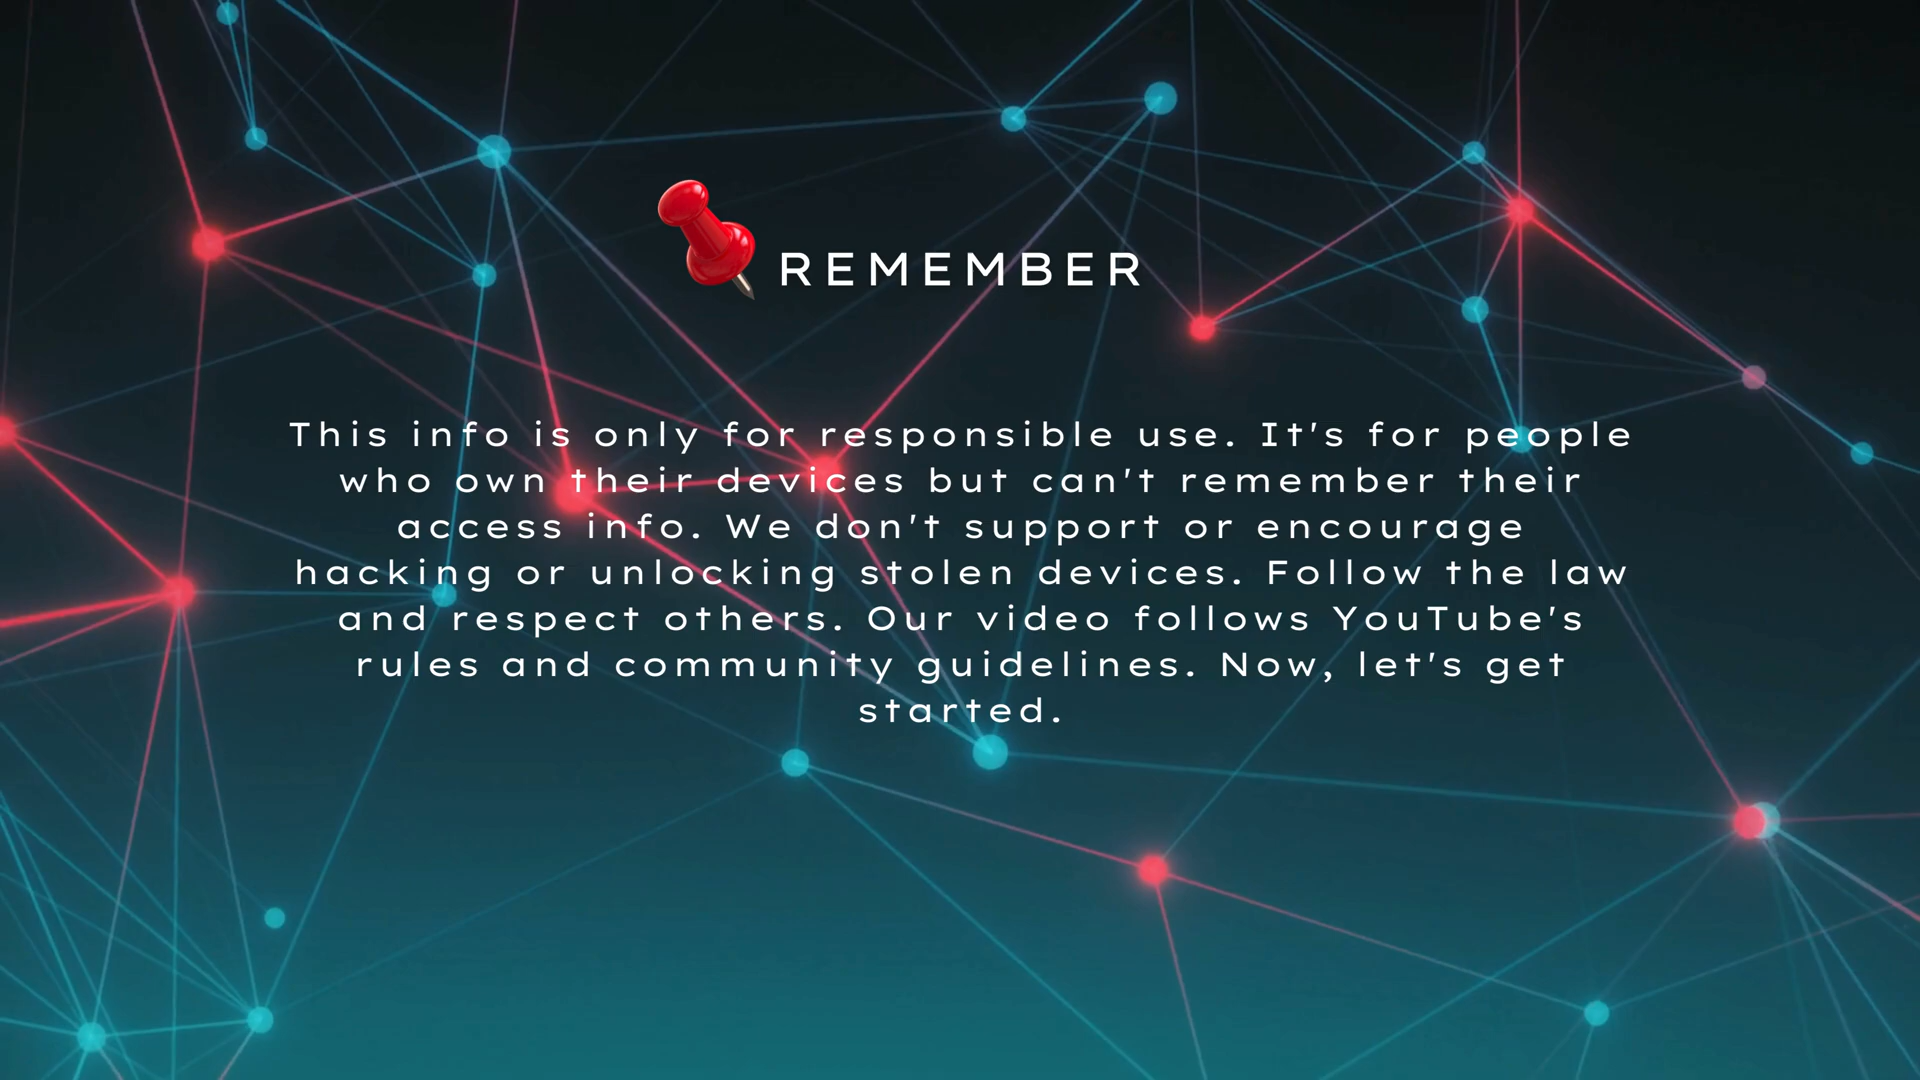 REMEMBER
This info is only for responsible use. It's for people
who own their devices but can't remember their
access info. We don't support or encourage
hacking or unlocking stolen devices. Follow the law
and respect others. Our video follows YouTube's
rules and community guidelines. Now, let's get
started.